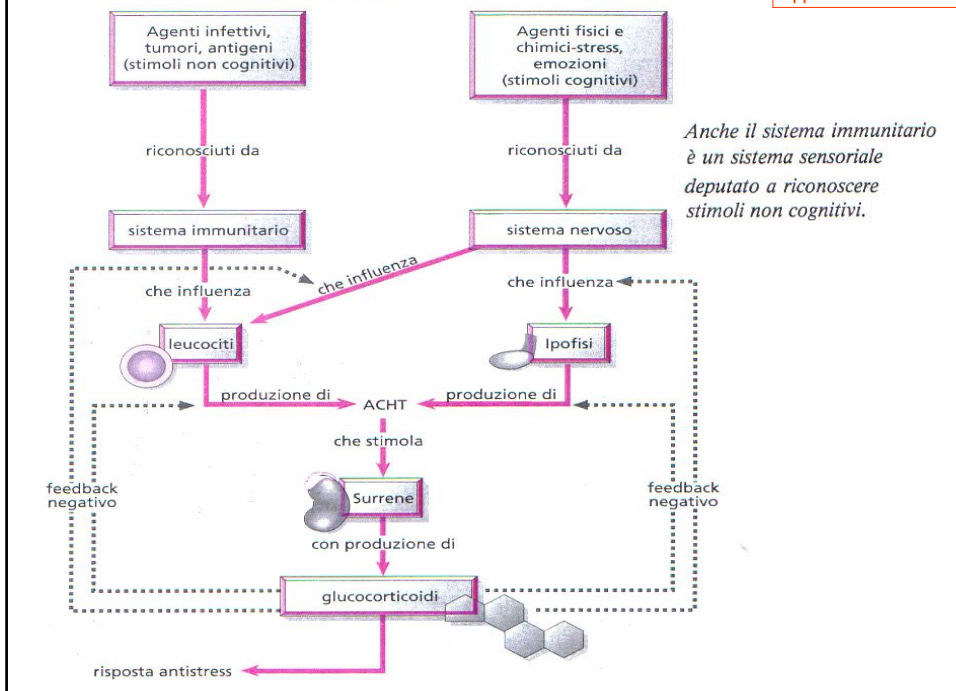 Agenti infettivi,
tumori, antigeni
(stimoli non cognitivi)
Agenti fisici e
chimici-stress,
emozioni
(stimoli cognitivi)
riconosciuti da
riconosciuti da
Anche il sistema immunitario
è un sistema sensoriale
deputato a riconoscere
stimoli non cognitivi.
sistema immunitario
sistema nervoso
che influenza
che influenza
che influenza
leucociti
Ipofisi
produzione di
ACHT
produzione di
che stimola
feedback
negativo
Surrene
feedback
negativo
con produzione di
glucocorticoidi
risposta antistress